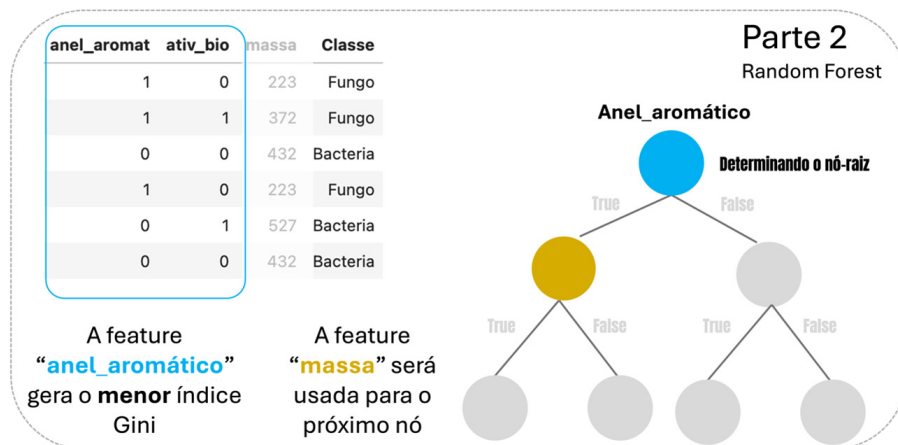 Parte 2
Random Forest
anel_aromat ativ_bio massa Classe
1 0 223 Fungo
1 1 372 Fungo
0 0 432 Bacteria
1 0 223 Fungo
0 1 527 Bacteria
0 0 432 Bacteria
Anel_aromático
Determinando o nó-raiz
True False
True False True False
A feature
“anel_aromático”
gera o menor índice
Gini
A feature
“massa” será
usada para o
próximo nó